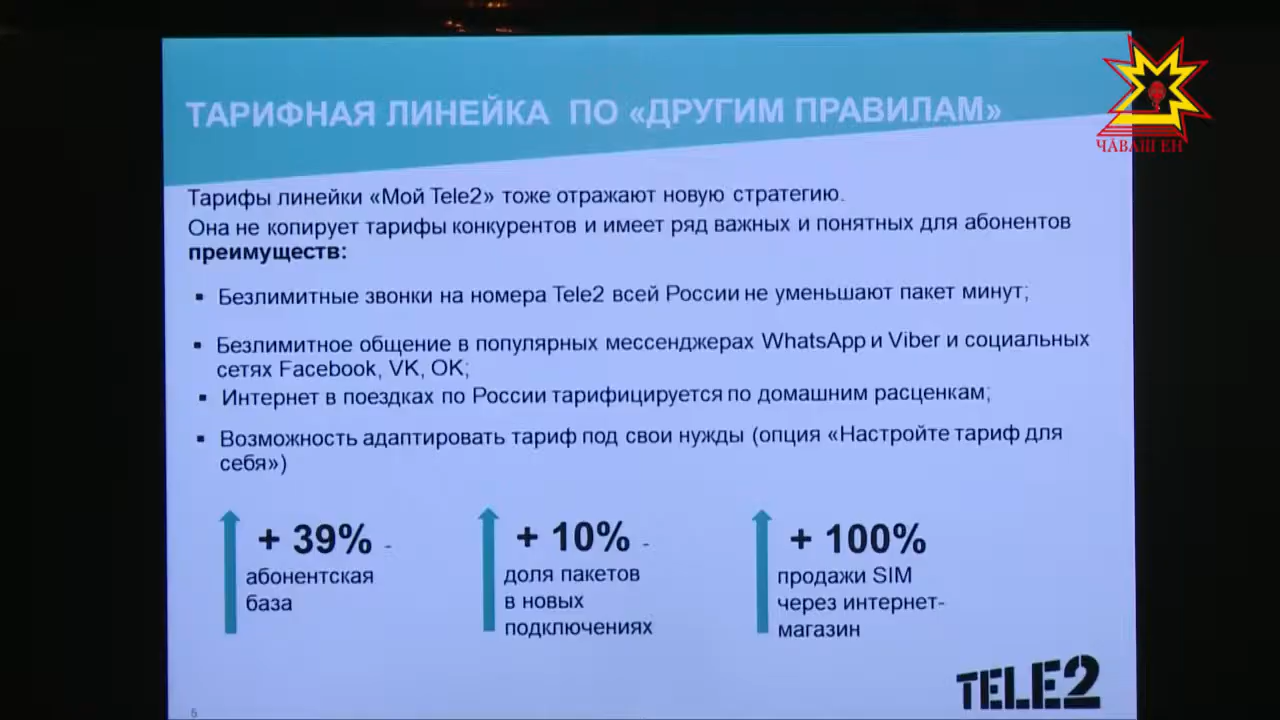 ТАРИФНАЯ ЛИНЕЙКА ПО «ДРУГИМ ПРАВИЛАМ»
ЧĂВАШ ЕН
Тарифы линейки «Мой Tele2» тоже отражают новую стратегию.
Она не копирует тарифы конкурентов и имеет ряд важных и понятных для абонентов
преимуществ:
▪ Безлимитные звонки на номера Tele2 всей России не уменьшают пакет минут;
▪ Безлимитное общение в популярных мессенджерах WhatsApp и Viber и социальных
сетях Facebook, VK, OK;
▪ Интернет в поездках по России тарифицируется по домашним расценкам;
▪ Возможность адаптировать тариф под свои нужды (опция «Настройте тариф для
себя»)
+ 39% -
абонентская
база
+ 10% -
доля пакетов
в новых
подключениях
+ 100%
продажи SIM
через интернет-
магазин
TELE2
5